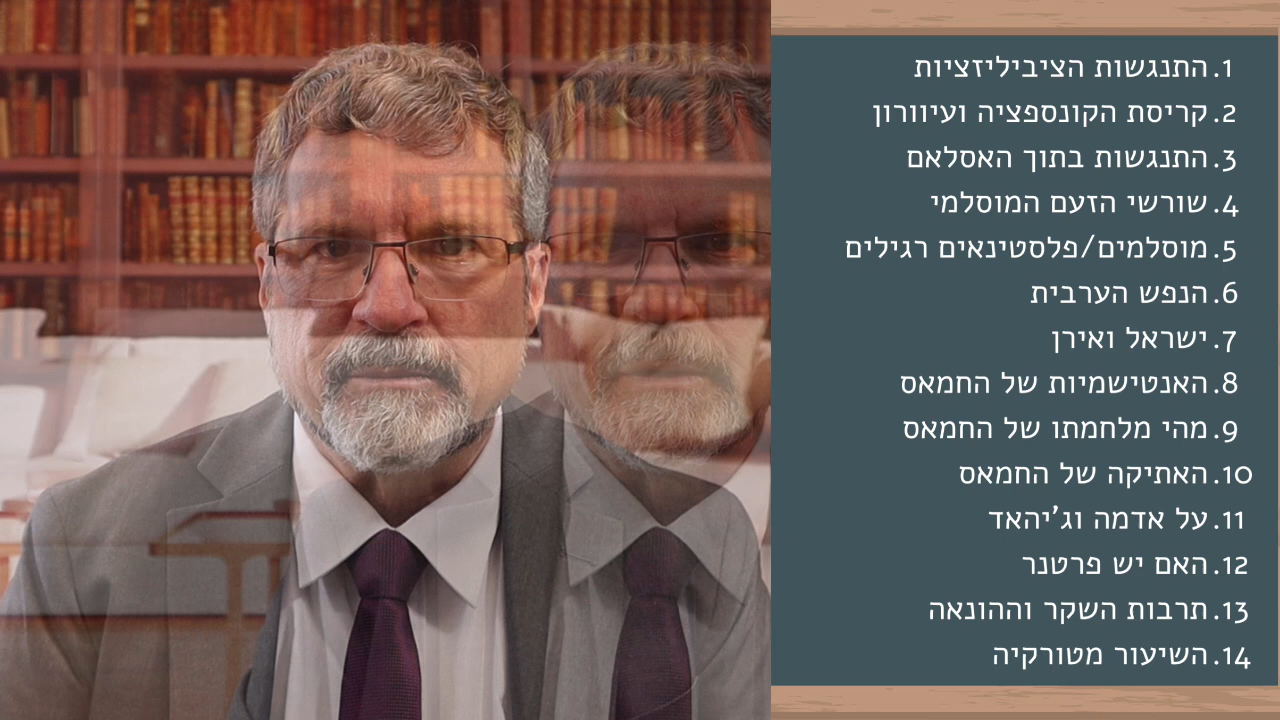 1. התנגשות הציביליזציות
2. קריסת הקונספציה ועיוורון
3. התנגשות בתוך האסלאם
4. שורשי הזעם המוסלמי
5. מוסלמים/פלסטינאים רגילים
6. הנפש הערבית
7. ישראל ואירן
8. האנטישמיות של החמאס
9. מהי מלחמתו של החמאס
10. האתיקה של החמאס
11. על אדמה וג'יהאד
12. האם יש פרטנר
13. תרבות השקר וההונאה
14. השיעור מטורקיה